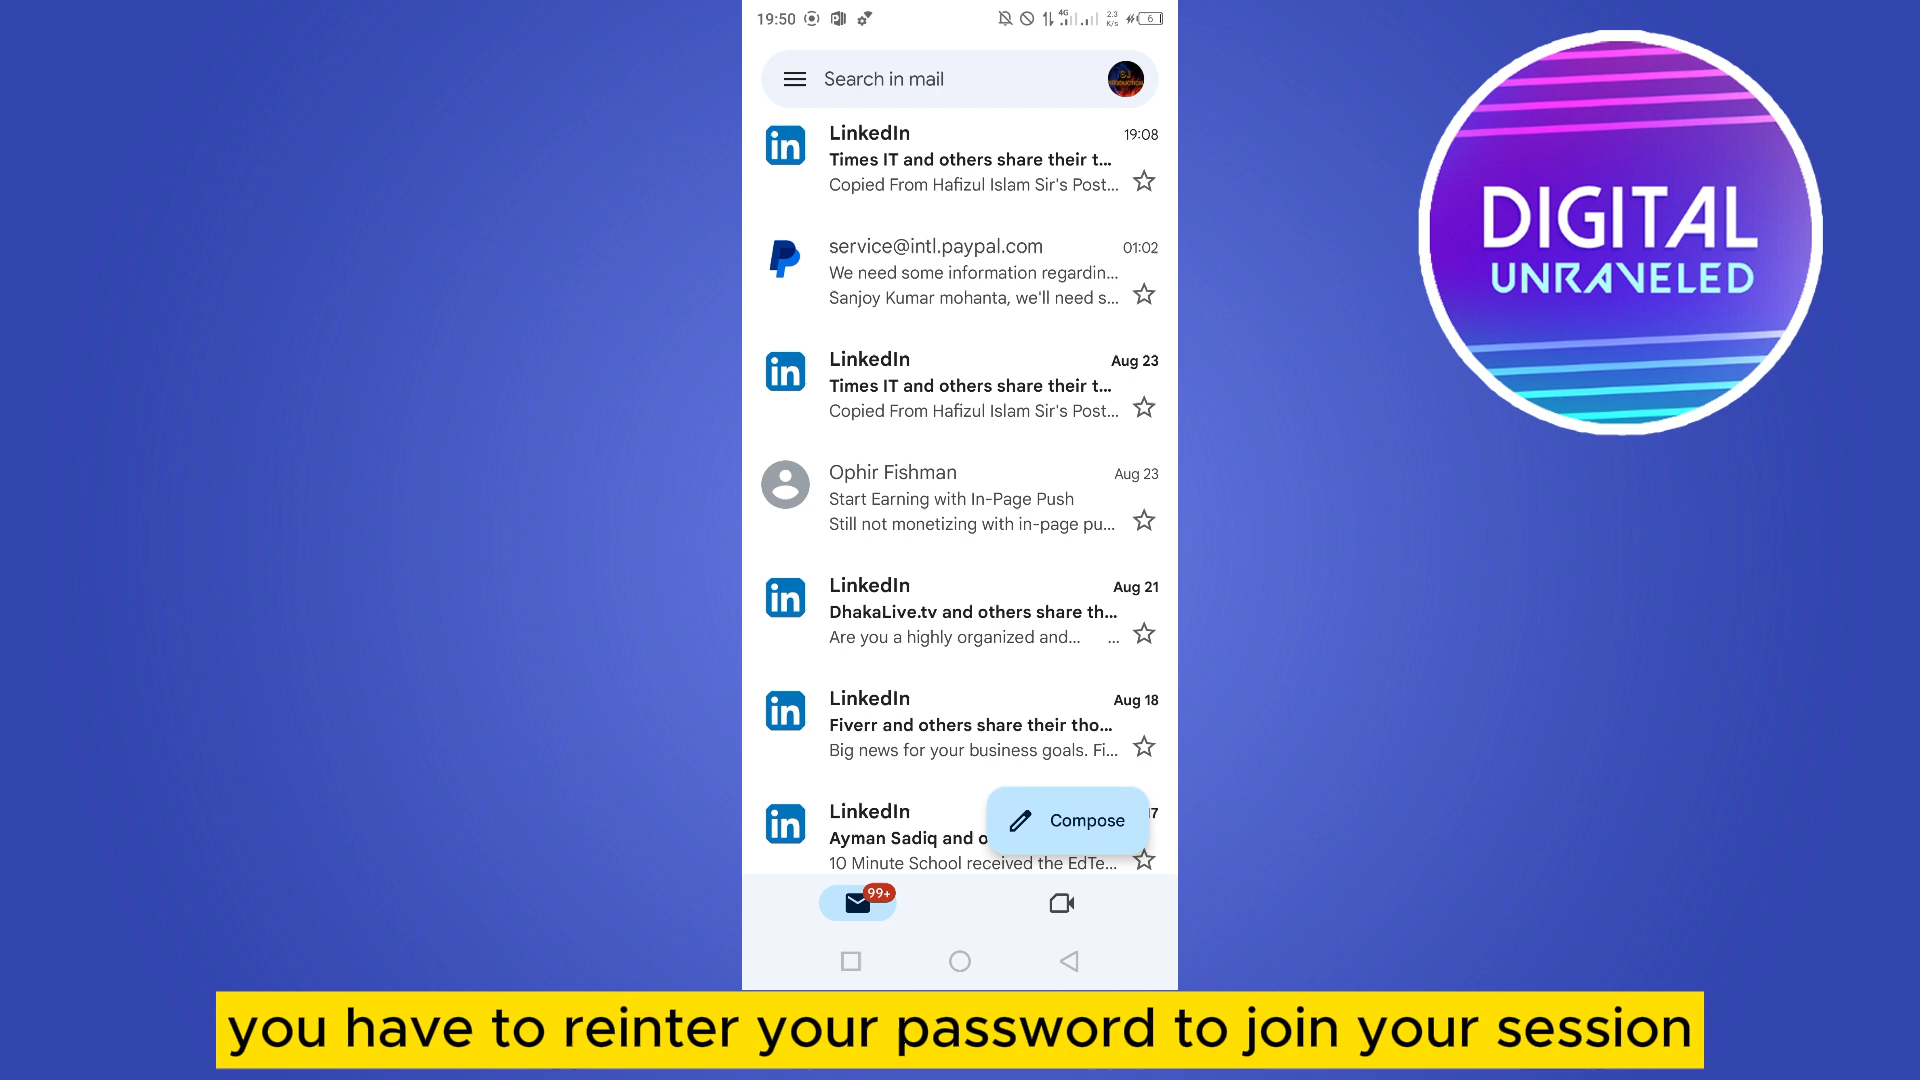 19:50
4G
2.3
K/s
6
Search in mail
LinkedIn
19:08
Times IT and others share their t...
Copied From Hafizul Islam Sir's Post...
service@intl.paypal.com
01:02
We need some information regardin...
Sanjoy Kumar mohanta, we'll need s...
LinkedIn
Aug 23
Times IT and others share their t...
Copied From Hafizul Islam Sir's Post...
Ophir Fishman
Aug 23
Start Earning with In-Page Push
Still not monetizing with in-page pu...
LinkedIn
Aug 21
DhakaLive.tv and others share th...
Are you a highly organized and... ...
LinkedIn
Aug 18
Fiverr and others share their tho...
Big news for your business goals. Fi...
LinkedIn
Ayman Sadiq and o
10 Minute School received the EdTe...
Compose
99+
DIGITAL
UNRAVELED
you have to reinter your password to join your session